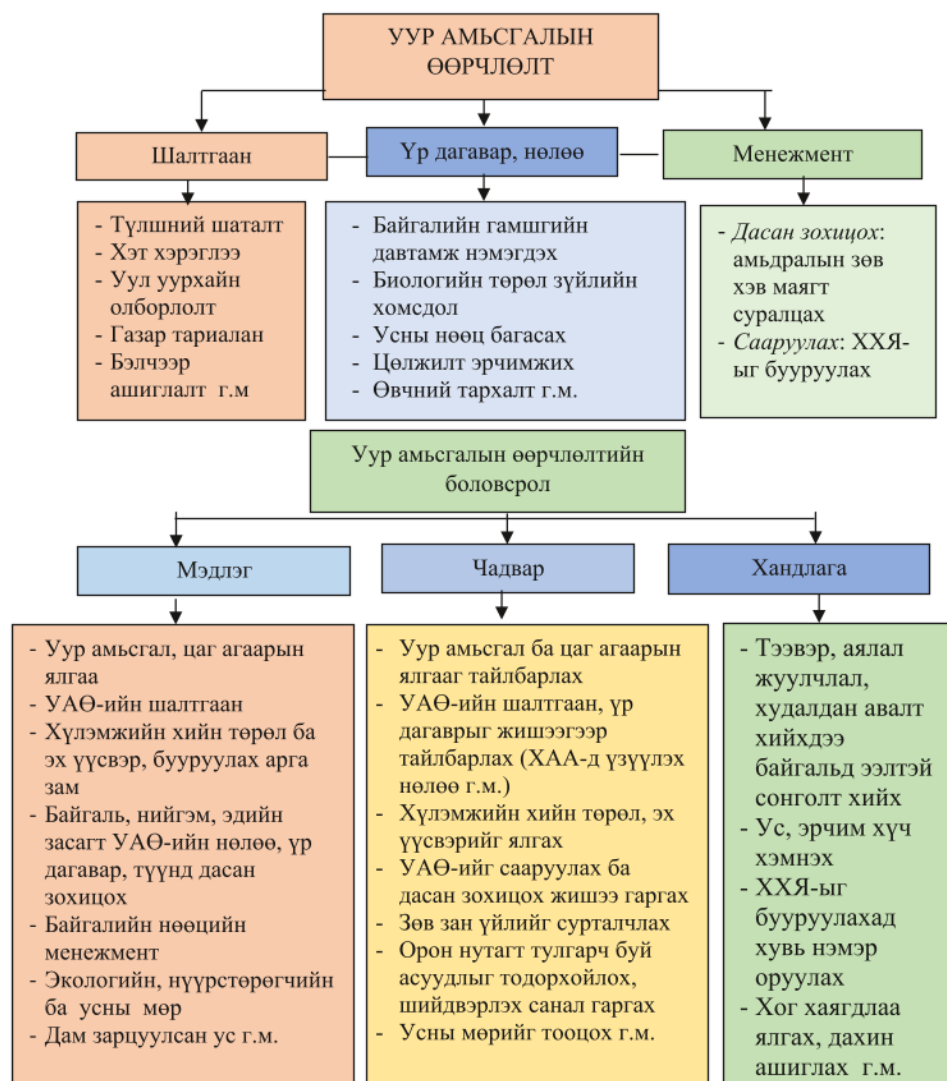 УУР АМЬСГАЛЫН
ӨӨРЧЛӨЛТ
Шалтгаан
Үр дагавар, нөлөө
Менежмент
- Түлшний шаталт
- Хэт хэрэглээ
- Уул уурхайн
олборлолт
- Газар тариалан
- Бэлчээр
ашиглалт г.м
- Байгалийн гамшгийн
давтамж нэмэгдэх
- Биологийн төрөл зүйлийн
хомсдол
- Усны нөөц багасах
- Цөлжилт эрчимжих
- Өвчний тархалт г.м.
- Дасан зохицох:
амьдралын зөв
хэв маягт
суралцах
- Сааруулах: ХХЯ-
ыг бууруулах
Уур амьсгалын өөрчлөлтийн
боловсрол
Мэдлэг
Чадвар
Хандлага
- Уур амьсгал, цаг агаарын
ялгаа
- УАӨ-ийн шалтгаан
- Хүлэмжийн хийн төрөл ба
эх үүсвэр, бууруулах арга
зам
- Байгаль, нийгэм, эдийн
засагт УАӨ-ийн нөлөө, үр
дагавар, түүнд дасан
зохицох
- Байгалийн нөөцийн
менежмент
- Экологийн, нүүрстөрөгчийн
ба усны мөр
- Дам зарцуулсан ус г.м.
- Уур амьсгал ба цаг агаарын
ялгааг тайлбарлах
- УАӨ-ийн шалтгаан, үр
дагаврыг жишээгээр
тайлбарлах (ХАА-д үзүүлэх
нөлөө г.м.)
- Хүлэмжийн хийн төрөл, эх
үүсвэрийг ялгах
- УАӨ-ийг сааруулах ба
дасан зохицох жишээ гаргах
- Зөв зан үйлийг сурталчлах
- Орон нутагт тулгарч буй
асуудлыг тодорхойлох,
шийдвэрлэх санал гаргах
- Усны мөрийг тооцох г.м.
- Тээвэр, аялал
жуулчлал,
худалдан авалт
хийхдээ
байгальд ээлтэй
сонголт хийх
- Ус, эрчим хүч
хэмнэх
- ХХЯ-ыг
бууруулахад
хувь нэмэр
оруулах
- Хог хаягдлаа
ялгах, дахин
ашиглах г.м.